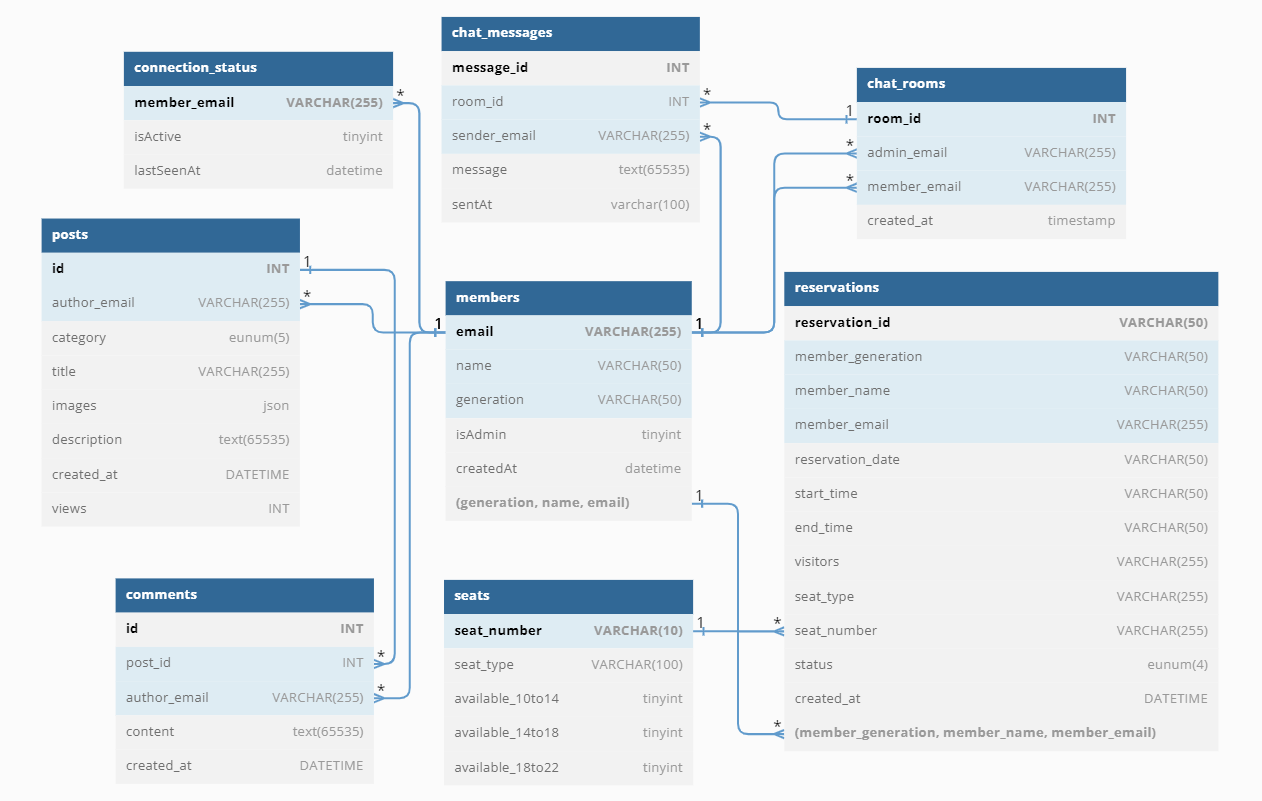 chat_messages
message_id INT
room_id INT
sender_email VARCHAR(255)
message text(65535)
sentAt varchar(100)
connection_status
member_email VARCHAR(255)
isActive tinyint
lastSeenAt datetime
chat_rooms
room_id INT
admin_email VARCHAR(255)
member_email VARCHAR(255)
created_at timestamp
posts
id INT
author_email VARCHAR(255)
category eunum(5)
title VARCHAR(255)
images json
description text(65535)
created_at DATETIME
views INT
members
email VARCHAR(255)
name VARCHAR(50)
generation VARCHAR(50)
isAdmin tinyint
createdAt datetime
(generation, name, email)
reservations
reservation_id VARCHAR(50)
member_generation VARCHAR(50)
member_name VARCHAR(50)
member_email VARCHAR(255)
reservation_date VARCHAR(50)
start_time VARCHAR(50)
end_time VARCHAR(50)
visitors VARCHAR(255)
seat_type VARCHAR(255)
seat_number VARCHAR(255)
status eunum(4)
created_at DATETIME
(member_generation, member_name, member_email)
comments
id INT
post_id INT
author_email VARCHAR(255)
content text(65535)
created_at DATETIME
seats
seat_number VARCHAR(10)
seat_type VARCHAR(100)
available_10to14 tinyint
available_14to18 tinyint
available_18to22 tinyint
*
*
*
1
*
*
1
*
1
1
1
1
*
*
*
*